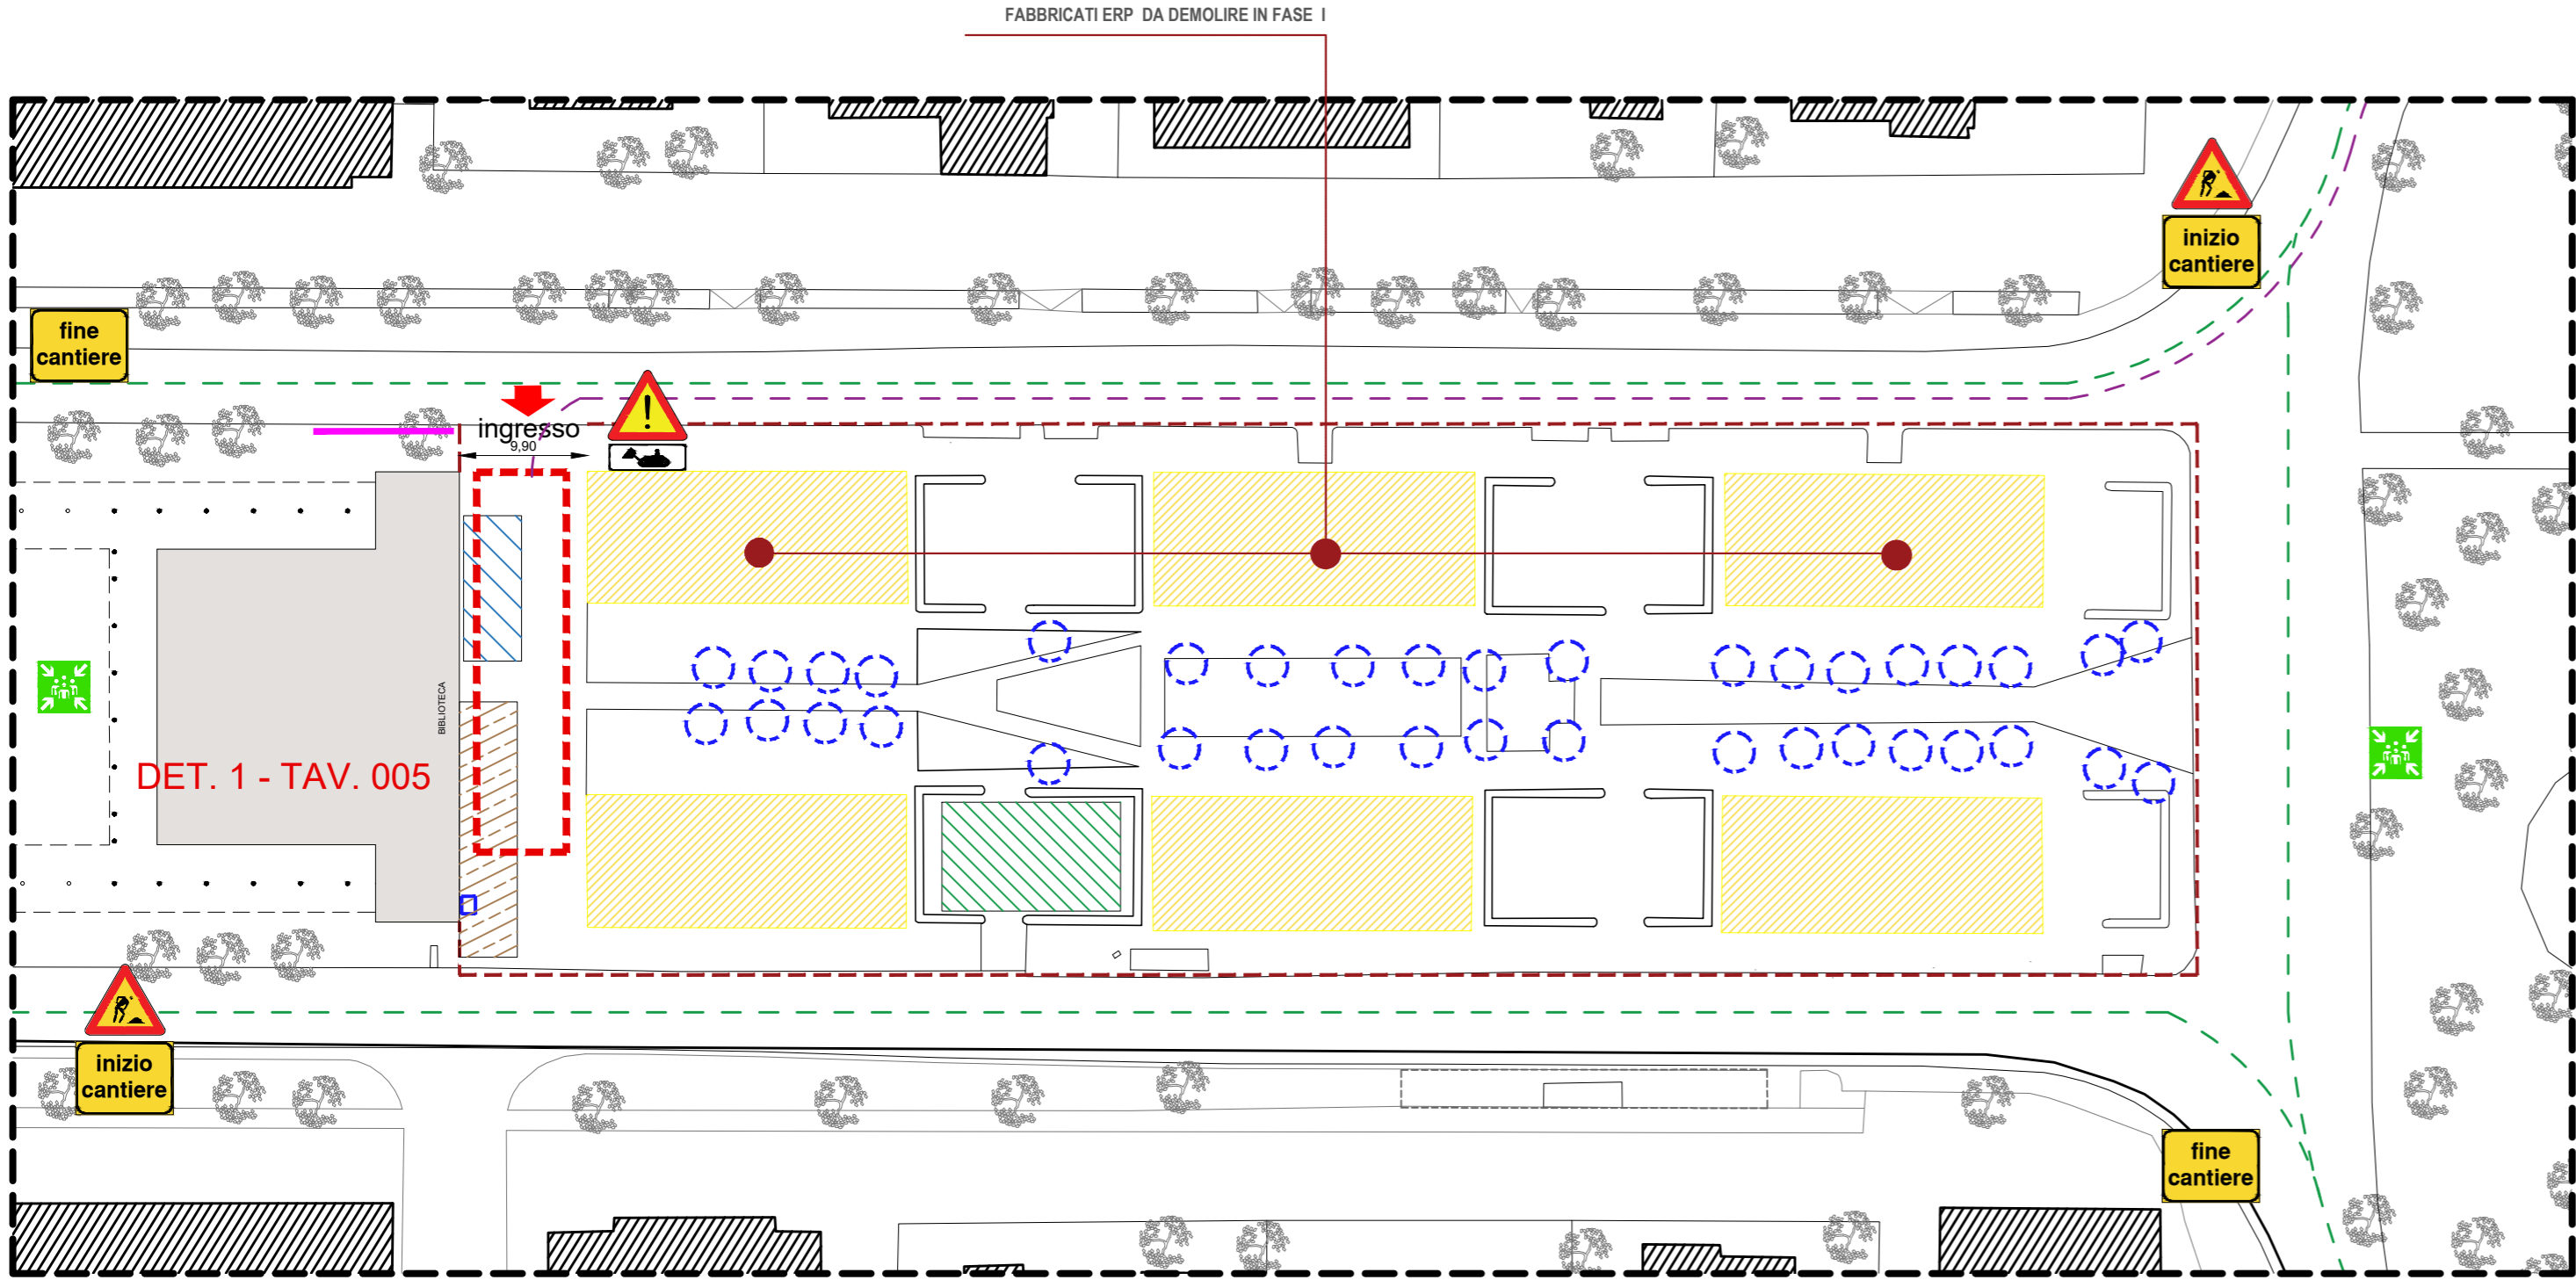 FABBRICATI ERP DA DEMOLIRE IN FASE I
inizio
cantiere
fine
cantiere
ingresso
9,90
BIBLIOTECA
DET. 1 - TAV. 005
inizio
cantiere
fine
cantiere